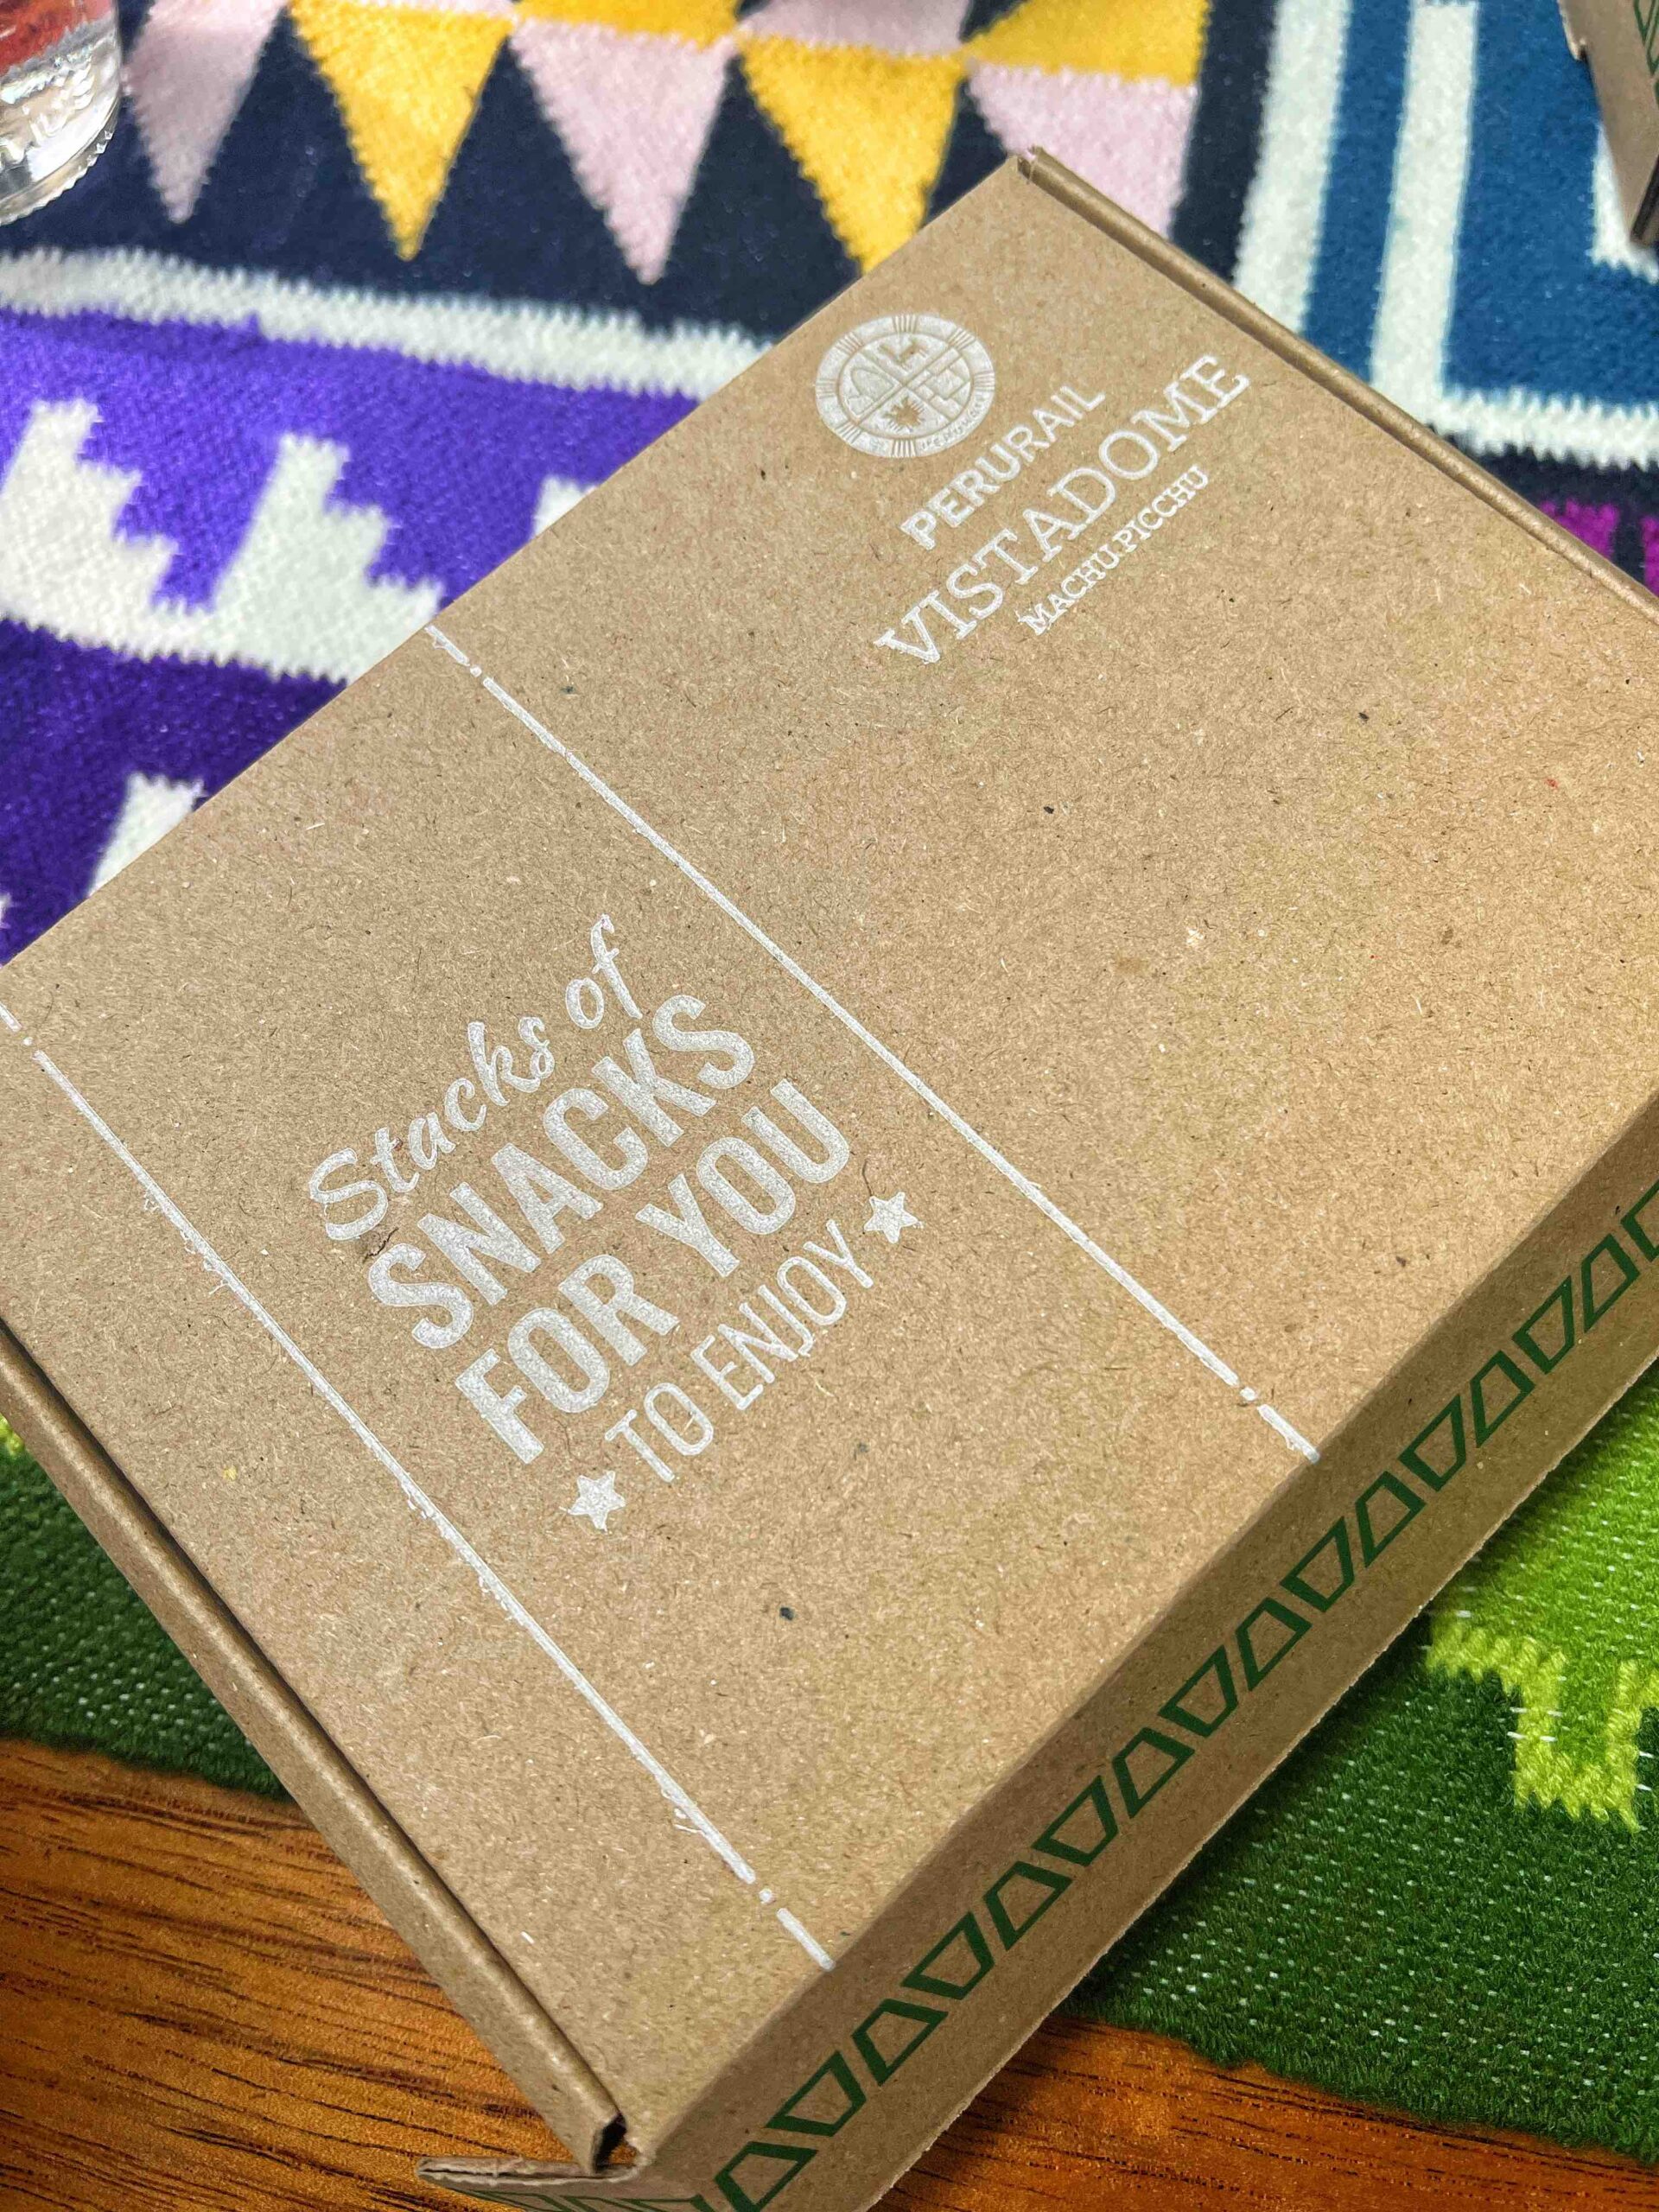 PERURAIL
VISTADOME
MACHU PICCHU
Stacks of
SNACKS
FOR YOU
TO ENJOY